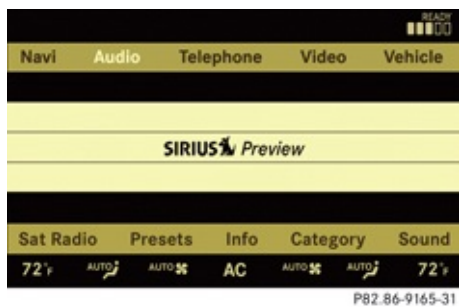 READY
Navi Audio Telephone Video Vehicle
SIRIUS Preview
Sat Radio Presets Info Category Sound
72°F AUTO AUTO AC AUTO AUTO 72°F
P82.86-9165-31